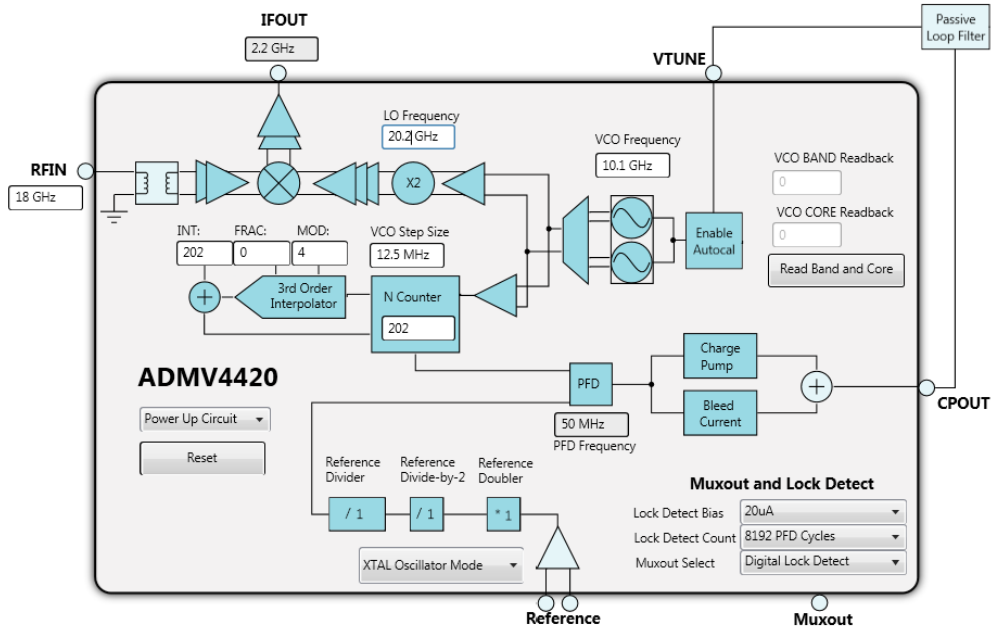 IFOUT
2.2 GHz
Passive
Loop Filter
VTUNE
LO Frequency
20.2 GHz
VCO Frequency
10.1 GHz
VCO BAND Readback
0
VCO CORE Readback
0
Read Band and Core
RFIN
18 GHz
X2
Enable
Autocal
INT: FRAC: MOD:
202 0 4
VCO Step Size
12.5 MHz
3rd Order
Interpolator
+
N Counter
202
ADMV4420
Power Up Circuit
Reset
PFD
50 MHz
PFD Frequency
Charge
Pump
Bleed
Current
+
CPOUT
Reference
Divider
/ 1
Reference
Divide-by-2
/ 1
Reference
Doubler
* 1
XTAL Oscillator Mode
Muxout and Lock Detect
Lock Detect Bias 20uA
Lock Detect Count 8192 PFD Cycles
Muxout Select Digital Lock Detect
Reference
Muxout